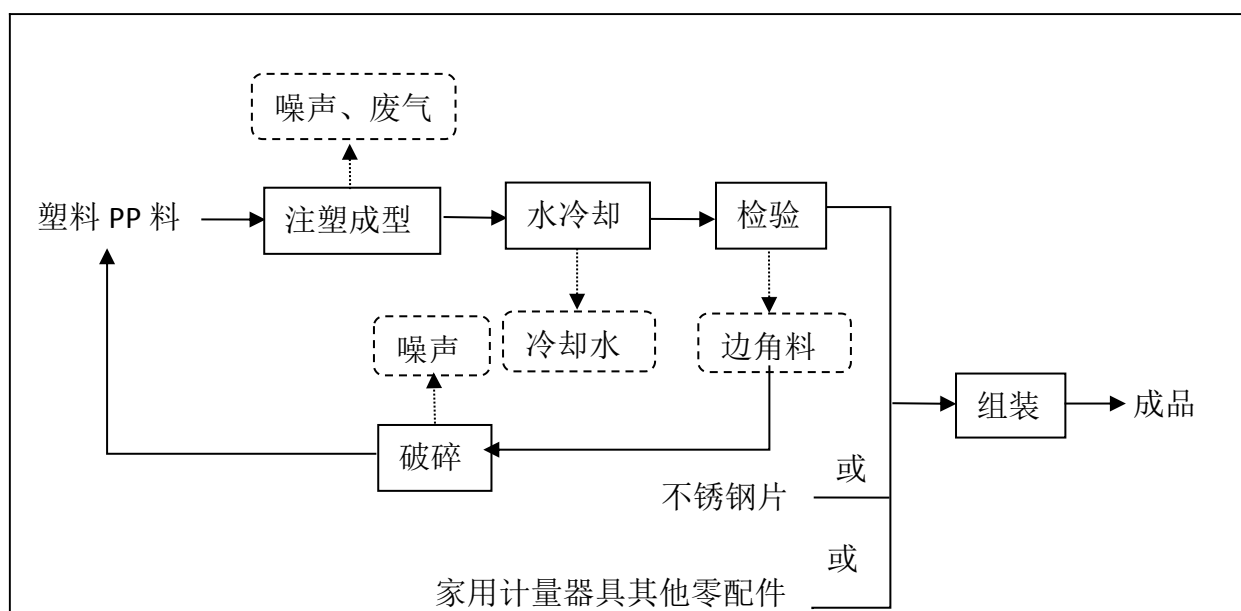 噪声、废气
塑料 PP 料
注塑成型
水冷却
检验
噪声
冷却水
边角料
破碎
组装
成品
或
不锈钢片
或
家用计量器具其他零配件